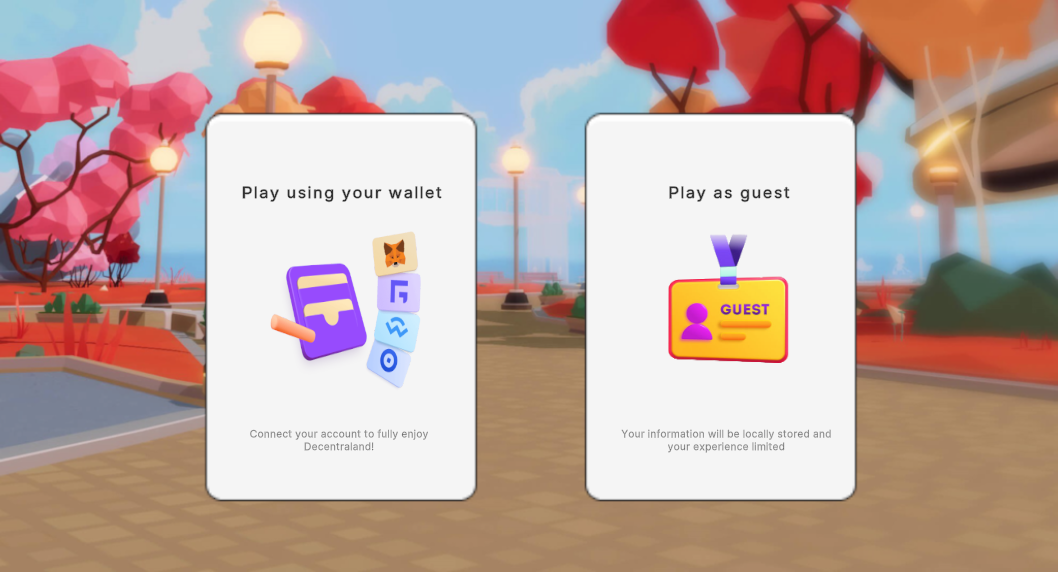 Play using your wallet
Connect your account to fully enjoy
Decentraland!
Play as guest
GUEST
Your information will be locally stored and
your experience limited